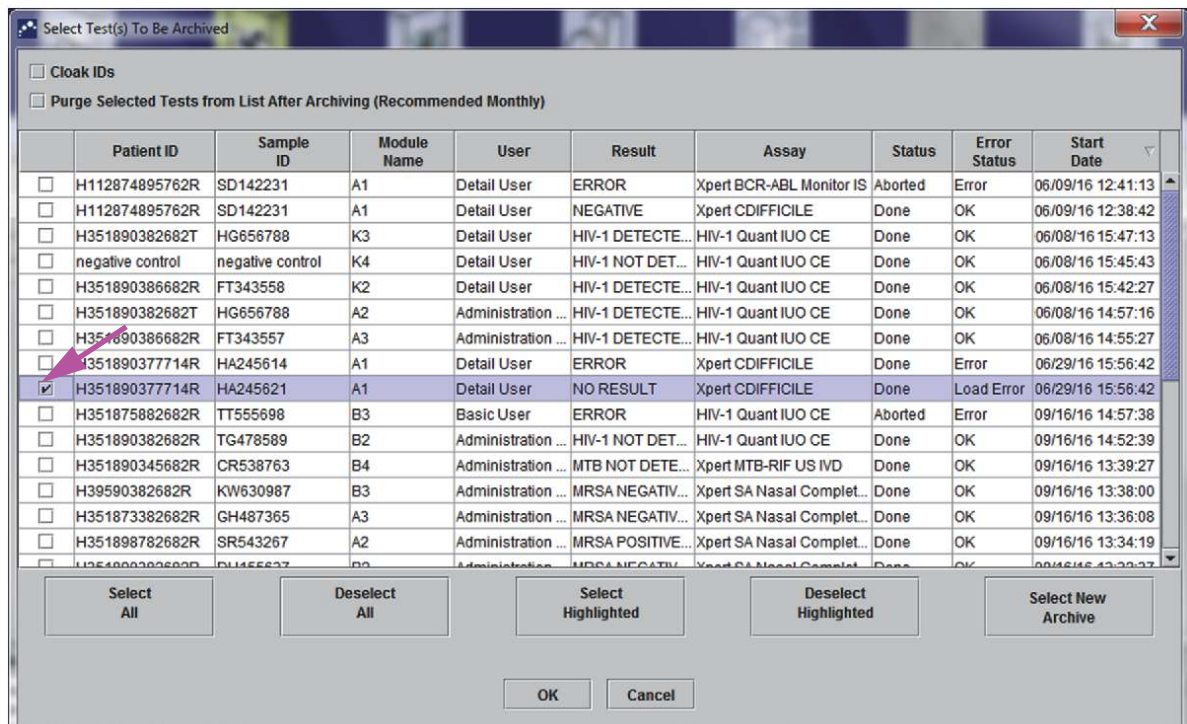 Select Test(s) To Be Archived
Cloak IDs
Purge Selected Tests from List After Archiving (Recommended Monthly)
Patient ID Sample ID Module Name User Result Assay Status Error Status Start Date
H112874895762R SD142231 A1 Detail User ERROR Xpert BCR-ABL Monitor IS Aborted Error 06/09/16 12:41:13
H112874895762R SD142231 A1 Detail User NEGATIVE Xpert CDIFFICILE Done OK 06/09/16 12:38:42
H351890382682T HG656788 K3 Detail User HIV-1 DETECTE... HIV-1 Quant IUO CE Done OK 06/08/16 15:47:13
negative control negative control K4 Detail User HIV-1 NOT DET... HIV-1 Quant IUO CE Done OK 06/08/16 15:45:43
H351890386682R FT343558 K2 Detail User HIV-1 DETECTE... HIV-1 Quant IUO CE Done OK 06/08/16 15:42:27
H351890382682T HG656788 A2 Administration ... HIV-1 DETECTE... HIV-1 Quant IUO CE Done OK 06/08/16 14:57:16
H351890386682R FT343557 A3 Administration ... HIV-1 DETECTE... HIV-1 Quant IUO CE Done OK 06/08/16 14:55:27
H351890377714R HA245614 A1 Detail User ERROR Xpert CDIFFICILE Done Error 06/29/16 15:56:42
H351890377714R HA245621 A1 Detail User NO RESULT Xpert CDIFFICILE Done Load Error 06/29/16 15:56:42
H351875882682R TT555698 B3 Basic User ERROR HIV-1 Quant IUO CE Aborted Error 09/16/16 14:57:38
H351890382682R TG478589 B2 Administration ... HIV-1 NOT DET... HIV-1 Quant IUO CE Done OK 09/16/16 14:52:39
H351890345682R CR538763 B4 Administration ... MTB NOT DETE... Xpert MTB-RIF US IVD Done OK 09/16/16 13:39:27
H39590382682R KW630987 B3 Administration ... MRSA NEGATIV... Xpert SA Nasal Complet... Done OK 09/16/16 13:38:00
H351873382682R GH487365 A3 Administration ... MRSA NEGATIV... Xpert SA Nasal Complet... Done OK 09/16/16 13:36:08
H351898782682R SR543267 A2 Administration ... MRSA POSITIVE... Xpert SA Nasal Complet... Done OK 09/16/16 13:34:19
Select All Deselect All Select Highlighted Deselect Highlighted Select New Archive
OK Cancel